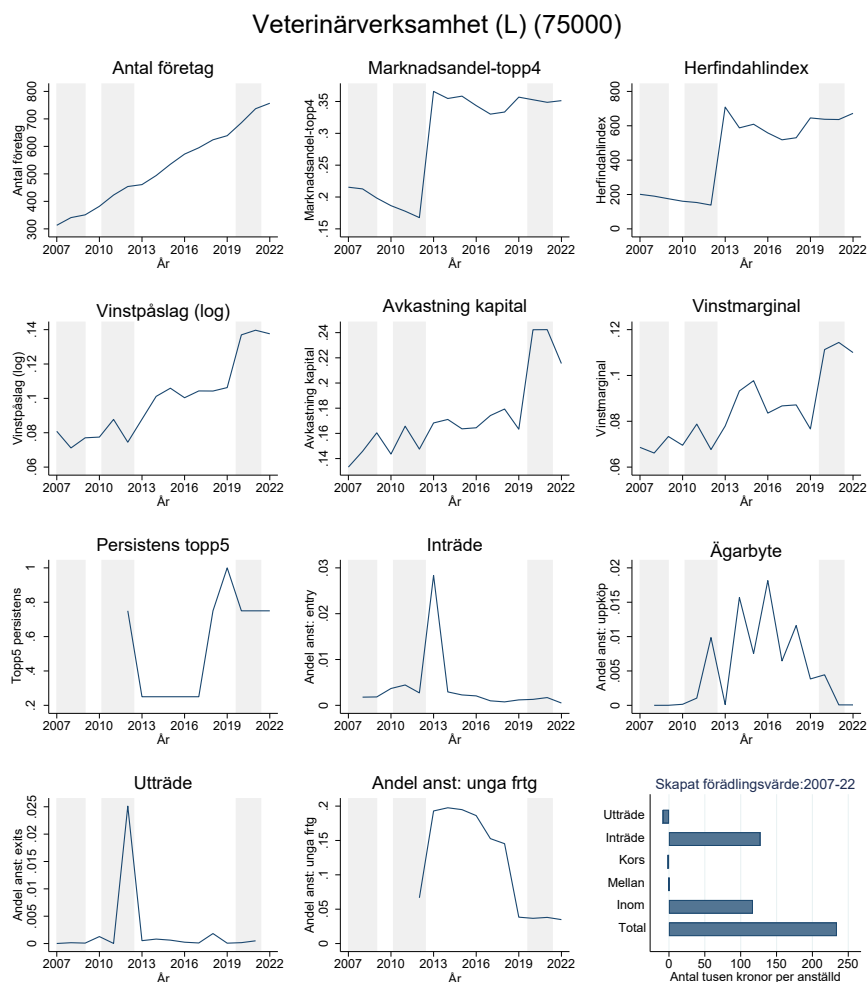 Veterinärverksamhet (L) (75000)
Antal företag
Antal företag
300 400 500 600 700 800
2007 2010 2013 2016 2019 2022
År
Marknadsandel-topp4
Marknadsandel-topp4
.15 .2 .25 .3 .35
2007 2010 2013 2016 2019 2022
År
Herfindahlindex
Herfindahlindex
0 200 400 600 800
2007 2010 2013 2016 2019 2022
År
Vinstpåslag (log)
Vinstpåslag (log)
.06 .08 .1 .12 .14
2007 2010 2013 2016 2019 2022
År
Avkastning kapital
Avkastning kapital
.14 .16 .18 .2 .22 .24
2007 2010 2013 2016 2019 2022
År
Vinstmarginal
Vinstmarginal
.06 .08 .1 .12
2007 2010 2013 2016 2019 2022
År
Persistens topp5
Topp5 persistens
.2 .4 .6 .8 1
2007 2010 2013 2016 2019 2022
År
Inträde
Andel anst: entry
0 .01 .02 .03
2007 2010 2013 2016 2019 2022
År
Ägarbyte
Andel anst: uppköp
0 .005 .01 .015 .02
2007 2010 2013 2016 2019 2022
År
Utträde
Andel anst: exits
0 .005 .01 .015 .02 .025
2007 2010 2013 2016 2019 2022
År
Andel anst: unga frtg
Andel anst: unga frtg
0 .05 .1 .15 .2
2007 2010 2013 2016 2019 2022
År
Skapat förädlingsvärde:2007-22
Utträde
Inträde
Kors
Mellan
Inom
Total
0 50 100 150 200 250
Antal tusen kronor per anställd